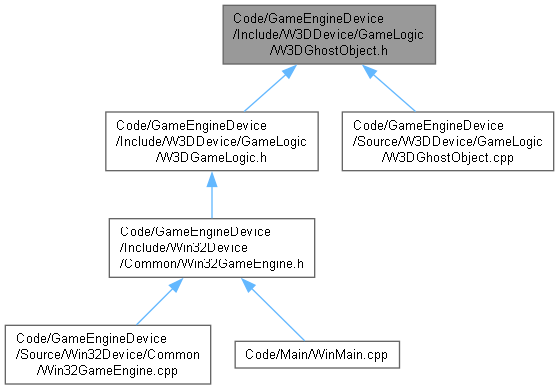 Code/GameEngineDevice
/Include/W3DDevice/GameLogic
/W3DGhostObject.h
Code/GameEngineDevice
/Include/W3DDevice/GameLogic
/W3DGameLogic.h
Code/GameEngineDevice
/Source/W3DDevice/GameLogic
/W3DGhostObject.cpp
Code/GameEngineDevice
/Include/Win32Device
/Common/Win32GameEngine.h
Code/GameEngineDevice
/Source/Win32Device/Common
/Win32GameEngine.cpp
Code/Main/WinMain.cpp